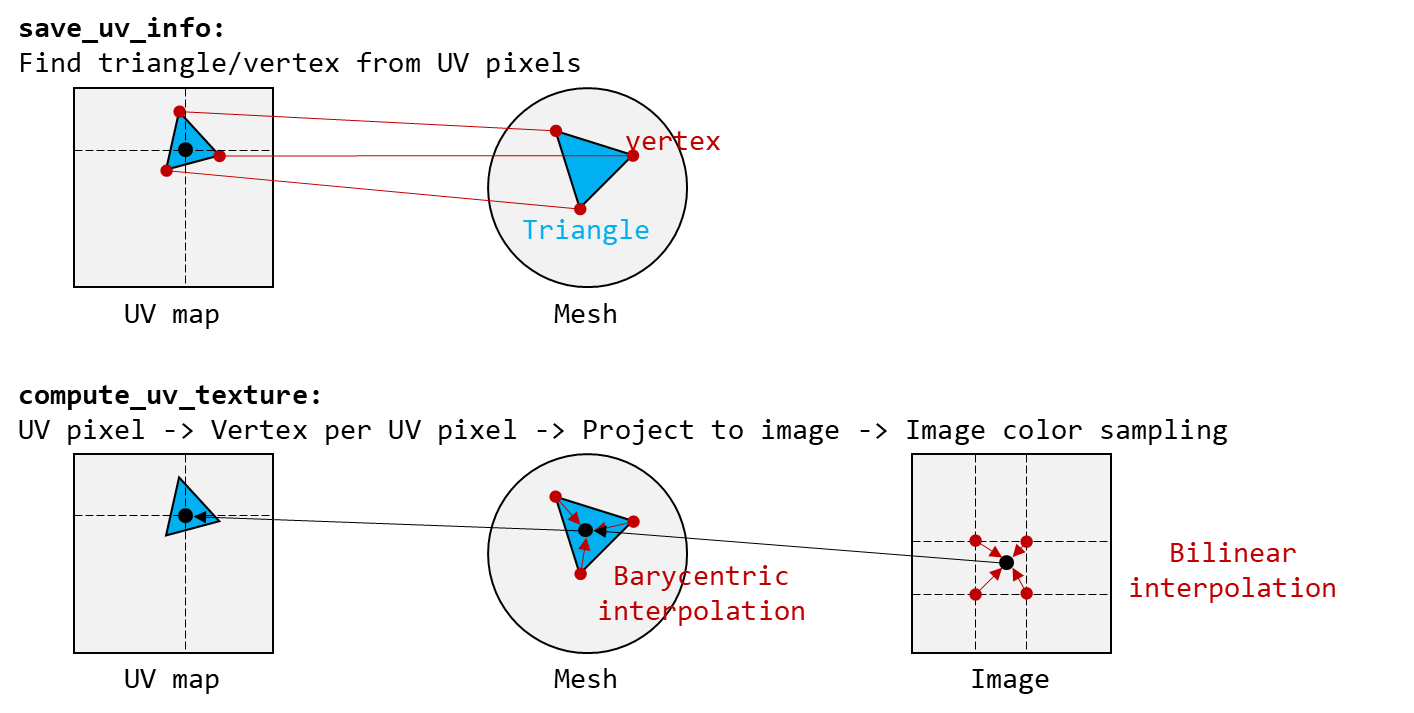 save_uv_info:
Find triangle/vertex from UV pixels
vertex
Triangle
UV map
Mesh
compute_uv_texture:
UV pixel -> Vertex per UV pixel -> Project to image -> Image color sampling
Barycentric
interpolation
Bilinear
interpolation
UV map
Mesh
Image